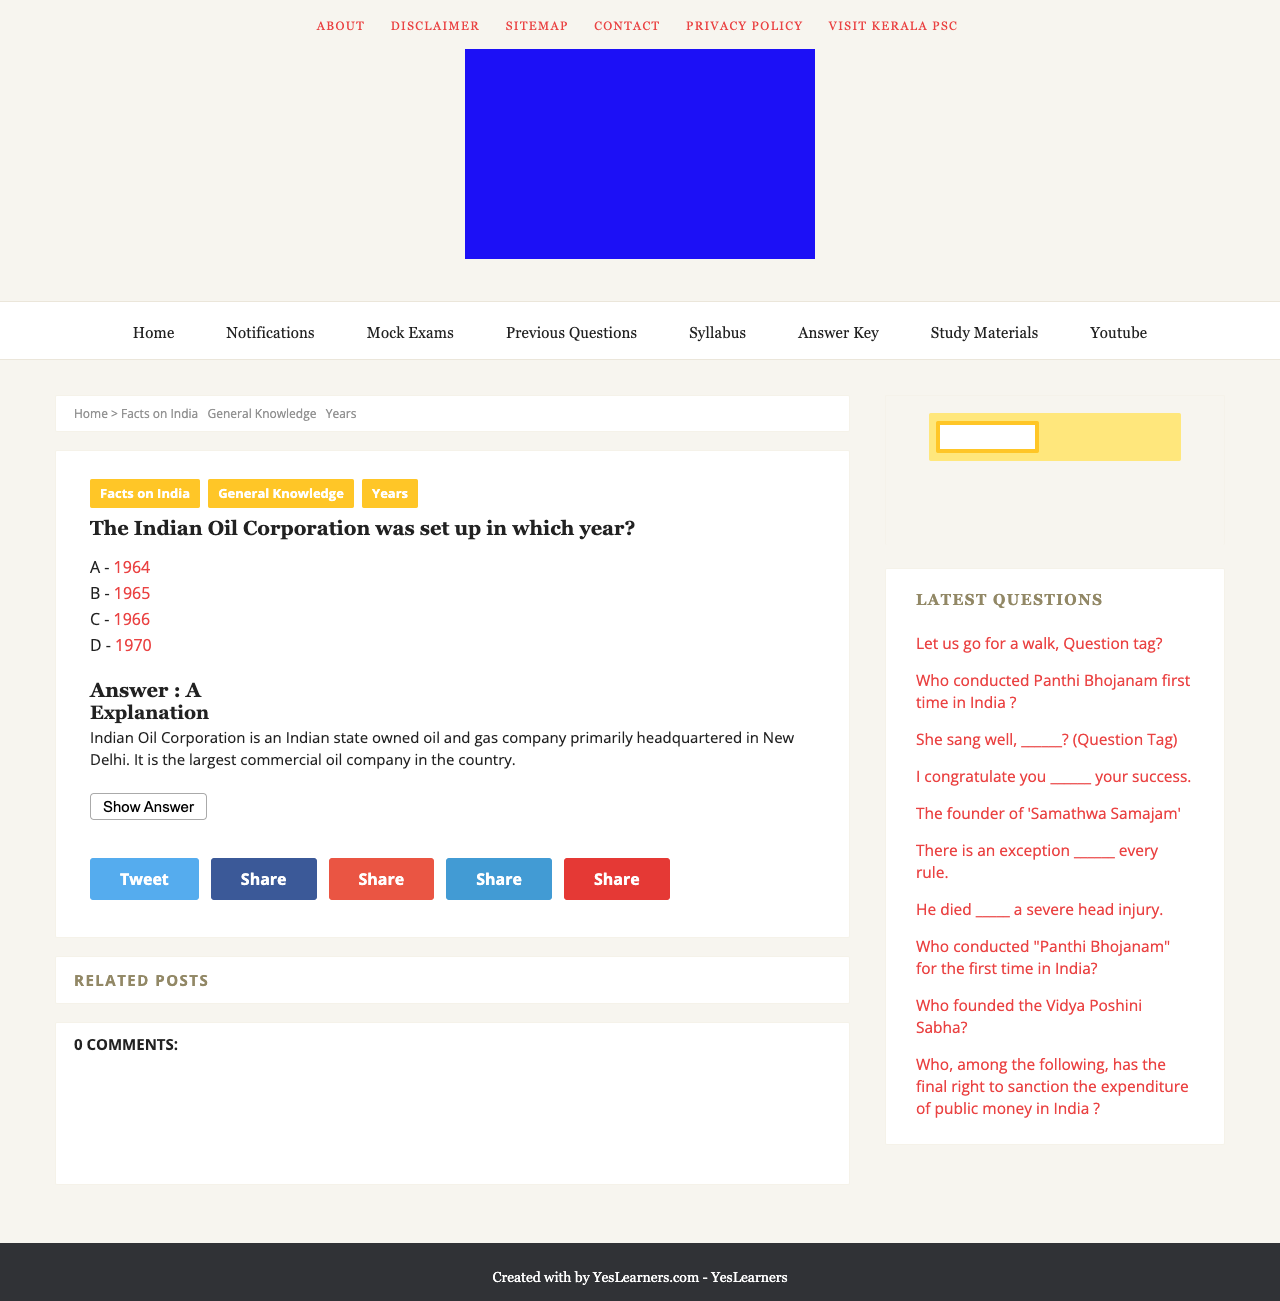 ABOUT DISCLAIMER SITEMAP CONTACT PRIVACY POLICY VISIT KERALA PSC
Home Notifications Mock Exams Previous Questions Syllabus Answer Key Study Materials Youtube
Home > Facts on India General Knowledge Years
Facts on India General Knowledge Years
The Indian Oil Corporation was set up in which year?
A - 1964
B - 1965
C - 1966
D - 1970
Answer : A
Explanation
Indian Oil Corporation is an Indian state owned oil and gas company primarily headquartered in New
Delhi. It is the largest commercial oil company in the country.
Show Answer
Tweet Share Share Share Share
RELATED POSTS
0 COMMENTS:
LATEST QUESTIONS
Let us go for a walk, Question tag?
Who conducted Panthi Bhojanam first
time in India ?
She sang well, ______? (Question Tag)
I congratulate you ______ your success.
The founder of 'Samathwa Samajam'
There is an exception ______ every
rule.
He died _____ a severe head injury.
Who conducted "Panthi Bhojanam"
for the first time in India?
Who founded the Vidya Poshini
Sabha?
Who, among the following, has the
final right to sanction the expenditure
of public money in India ?
Created with by YesLearners.com - YesLearners